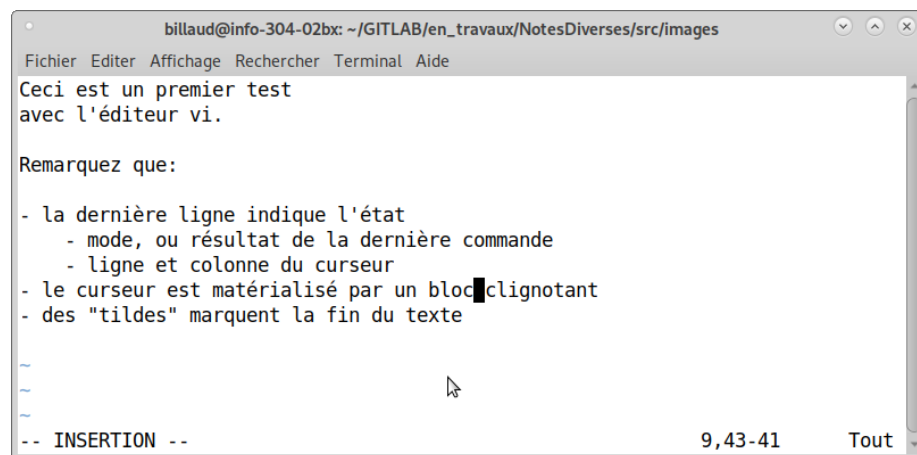 billaud@info-304-02bx: ~/GITLAB/en_travaux/NotesDiverses/src/images
Fichier Editer Affichage Rechercher Terminal Aide
Ceci est un premier test
avec l'éditeur vi.
Remarquez que:
- la dernière ligne indique l'état
- mode, ou résultat de la dernière commande
- ligne et colonne du curseur
- le curseur est matérialisé par un bloc clignotant
- des "tildes" marquent la fin du texte
~
~
~
-- INSERTION -- 9,43-41 Tout